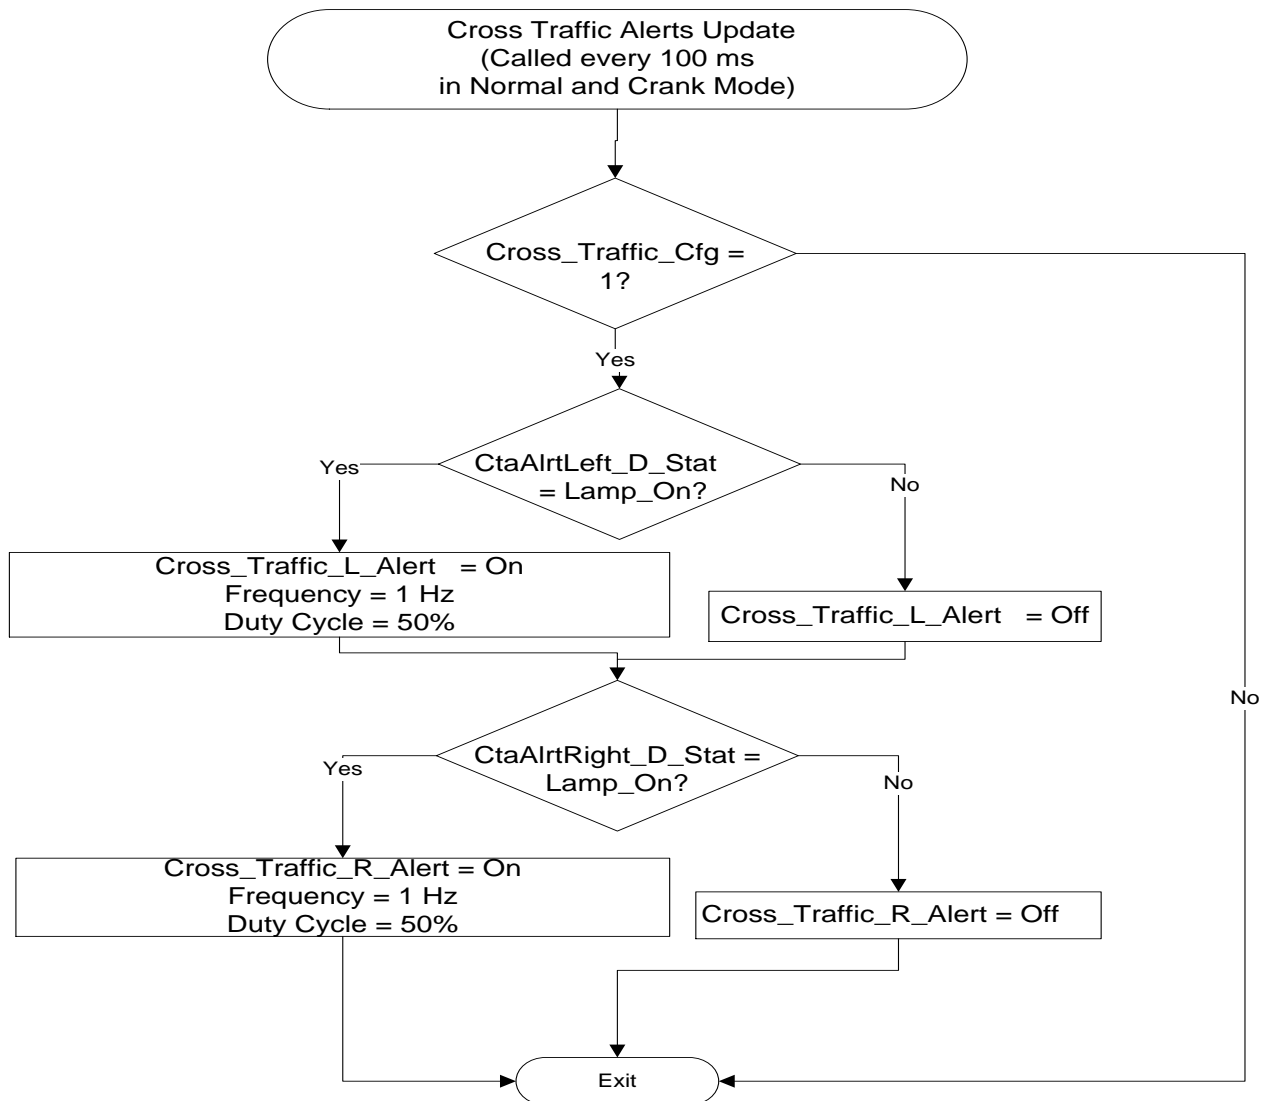 Cross Traffic Alerts Update
(Called every 100 ms
in Normal and Crank Mode)
Cross_Traffic_Cfg =
1?
Yes
CtaAlrtLeft_D_Stat
= Lamp_On?
Yes
No
Cross_Traffic_L_Alert = On
Frequency = 1 Hz
Duty Cycle = 50%
Cross_Traffic_L_Alert = Off
No
CtaAlrtRight_D_Stat =
Lamp_On?
Yes
No
Cross_Traffic_R_Alert = On
Frequency = 1 Hz
Duty Cycle = 50%
Cross_Traffic_R_Alert = Off
Exit